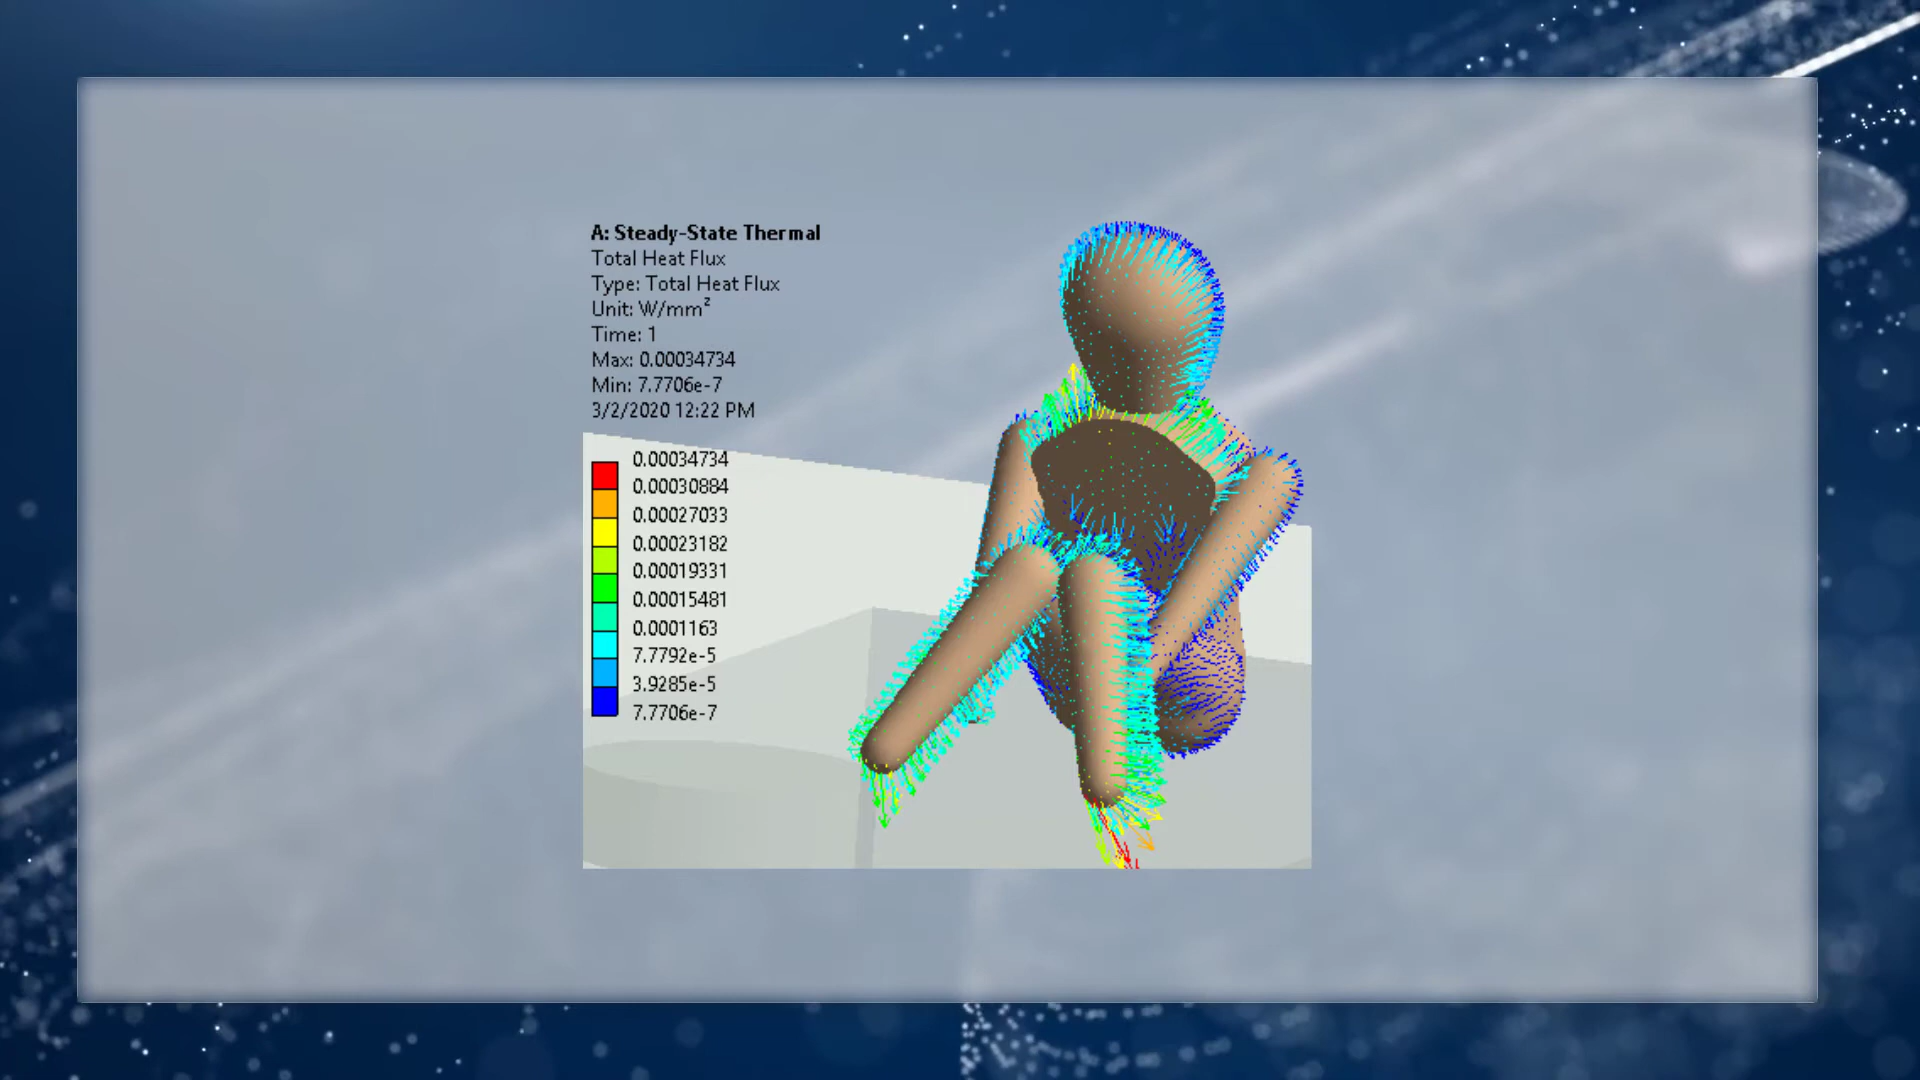 A: Steady-State Thermal
Total Heat Flux
Type: Total Heat Flux
Unit: W/mm²
Time: 1
Max: 0.00034734
Min: 7.7706e-7
3/2/2020 12:22 PM
0.00034734
0.00030884
0.00027033
0.00023182
0.00019331
0.00015481
0.0001163
7.7792e-5
3.9285e-5
7.7706e-7